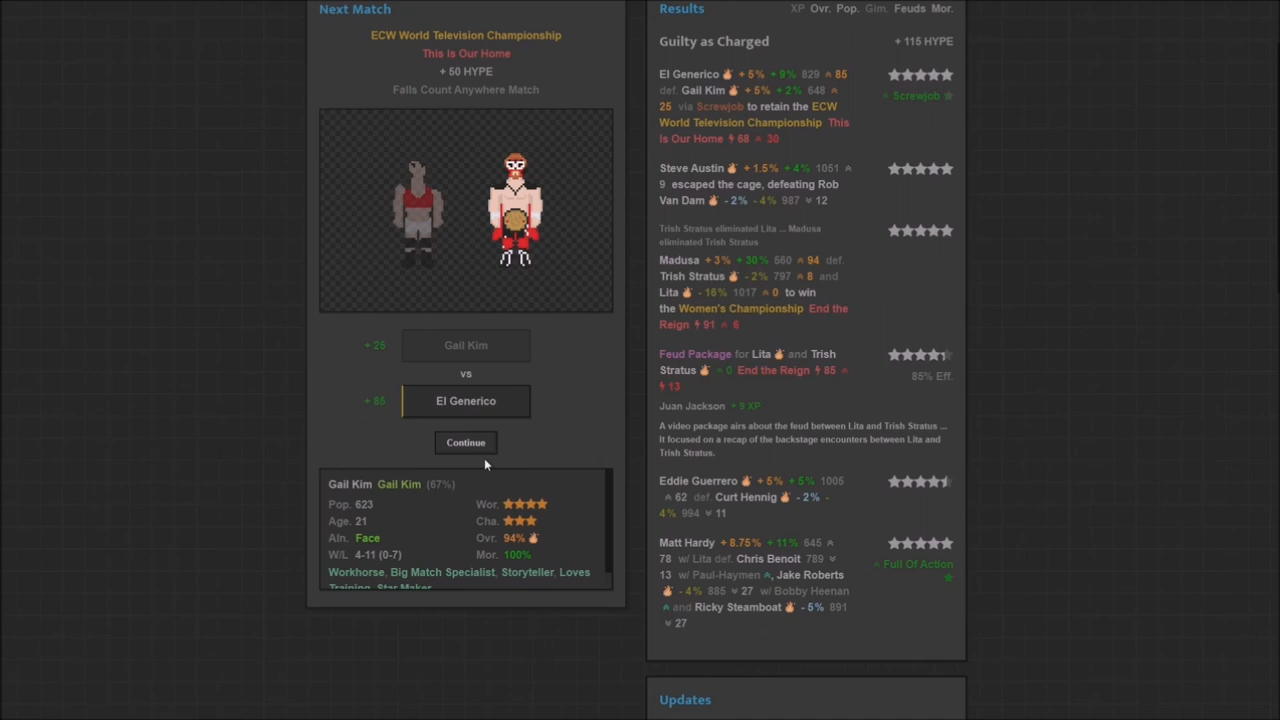 Next Match
ECW World Television Championship
This Is Our Home
+ 50 HYPE
Falls Count Anywhere Match
+ 25 Gail Kim
vs
+ 85 El Generico
Continue
Gail Kim Gail Kim (67%)
Pop. 623 Wor.
Age. 21 Cha.
Aln. Face Ovr. 94%
W/L 4-11 (0-7) Mor. 100%
Workhorse, Big Match Specialist, Storyteller, Loves
Training, Star Maker
Results XP Ovr. Pop. Gim. Feuds Mor.
Guilty as Charged + 115 HYPE
El Generico + 5% + 9% 829 85
def. Gail Kim + 5% + 2% 648
Screwjob
25 via Screwjob to retain the ECW
World Television Championship This
Is Our Home 68 30
Steve Austin + 1.5% + 4% 1051
9 escaped the cage, defeating Rob
Van Dam - 2% - 4% 987 12
Trish Stratus eliminated Lita ... Madusa
eliminated Trish Stratus
Madusa + 3% + 30% 560 94 def.
Trish Stratus - 2% 797 8 and
Lita - 16% 1017 0 to win
the Women's Championship End the
Reign 91 6
Feud Package for Lita and Trish
Stratus 0 End the Reign 85
13
85% Eff.
Juan Jackson + 9 XP
A video package airs about the feud between Lita and Trish Stratus ...
It focused on a recap of the backstage encounters between Lita and
Trish Stratus.
Eddie Guerrero + 5% + 5% 1005
62 def. Curt Hennig - 2% -
4% 994 11
Matt Hardy + 8.75% + 11% 645
78 w/ Lita def. Chris Benoit 789
Full Of Action
13 w/ Paul-Haymen , Jake Roberts
- 4% 885 27 w/ Bobby Heenan
and Ricky Steamboat - 5% 891
27
Updates